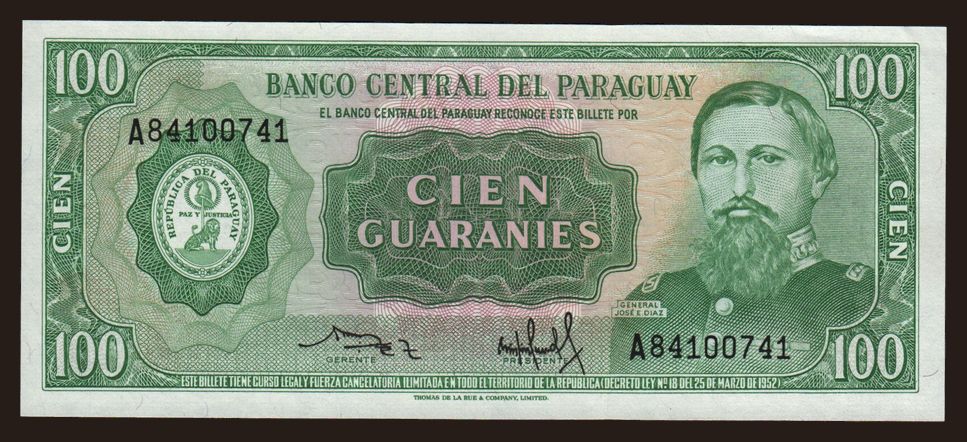 100
100
BANCO CENTRAL DEL PARAGUAY
EL BANCO CENTRAL DEL PARAGUAY RECONOCE ESTE BILLETE POR
A84100741
CIEN
REPUBLICA DEL PARAGUAY
PAZ Y JUSTICIA
CIEN
GUARANIES
CIEN
GENERAL
JOSE E. DIAZ
GERENTE
PRESIDENTE
A84100741
100
100
ESTE BILLETE TIENE CURSO LEGAL Y FUERZA CANCELATORIA ILIMITADA EN TODO EL TERRITORIO DE LA REPUBLICA (DECRETO LEY Nº 18 DEL 25 DE MARZO DE 1952)
THOMAS DE LA RUE & COMPANY, LIMITED.